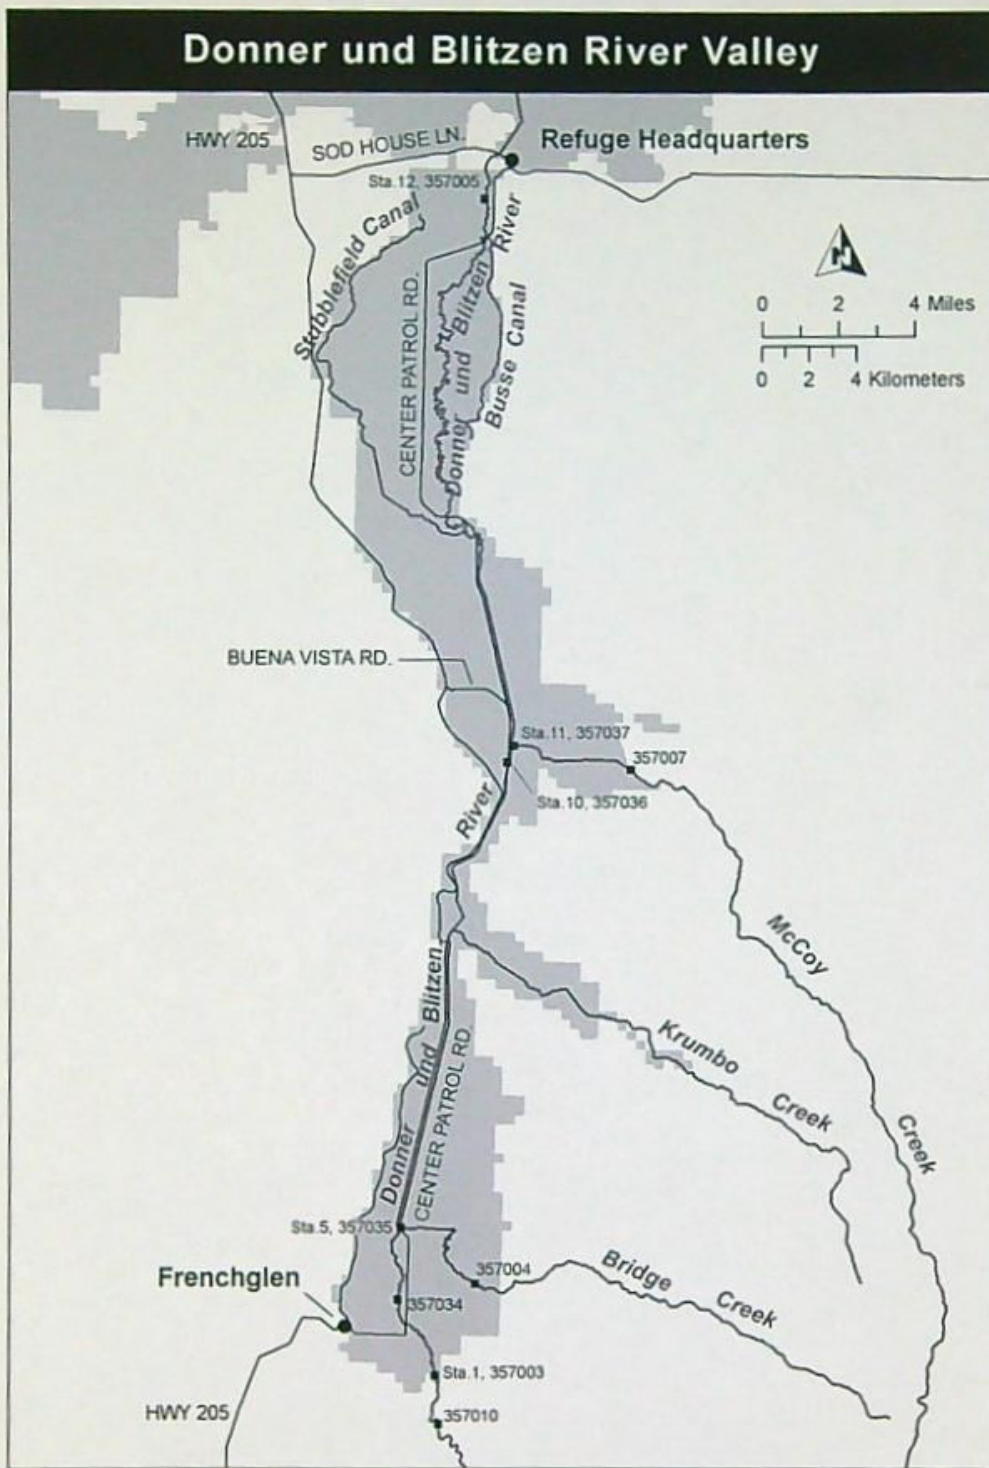 Donner und Blitzen River Valley
HWY 205
SOD HOUSE LN.
Refuge Headquarters
Sta.12, 357005
Stubblefield Canal
CENTER PATROL RD.
Donner und Blitzen River
Busse Canal
N
0 2 4 Miles
0 2 4 Kilometers
BUENA VISTA RD.
Sta.11, 357037
357007
Sta.10, 357036
McCoy Creek
Krumbo Creek
Donner und Blitzen River
CENTER PATROL RD.
Sta.5, 357035
357004
Bridge Creek
Frenchglen
357034
Sta.1, 357003
HWY 205
357010